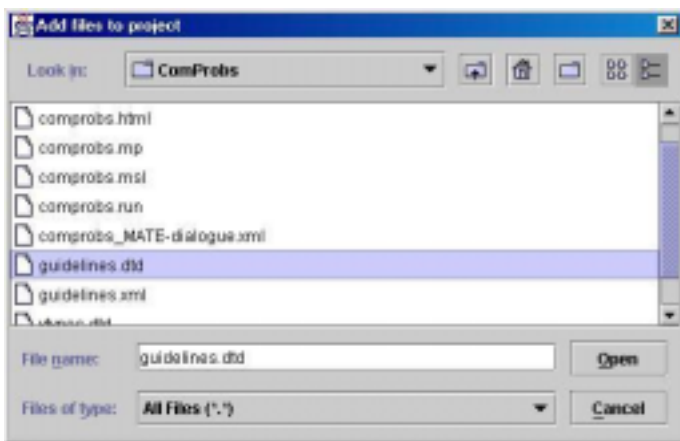 Add files to project
Look in: ComProbs
comprobs.html
comprobs.mp
comprobs.msl
comprobs.run
comprobs_MATE-dialogue.xml
guidelines.dtd
guidelines.xml
File name: guidelines.dtd Open
Files of type: All Files (*.*) Cancel